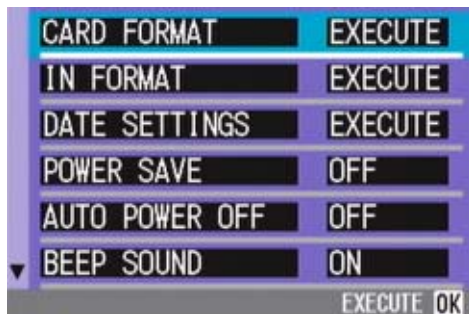 CARD FORMAT EXECUTE
IN FORMAT EXECUTE
DATE SETTINGS EXECUTE
POWER SAVE OFF
AUTO POWER OFF OFF
BEEP SOUND ON
EXECUTE OK